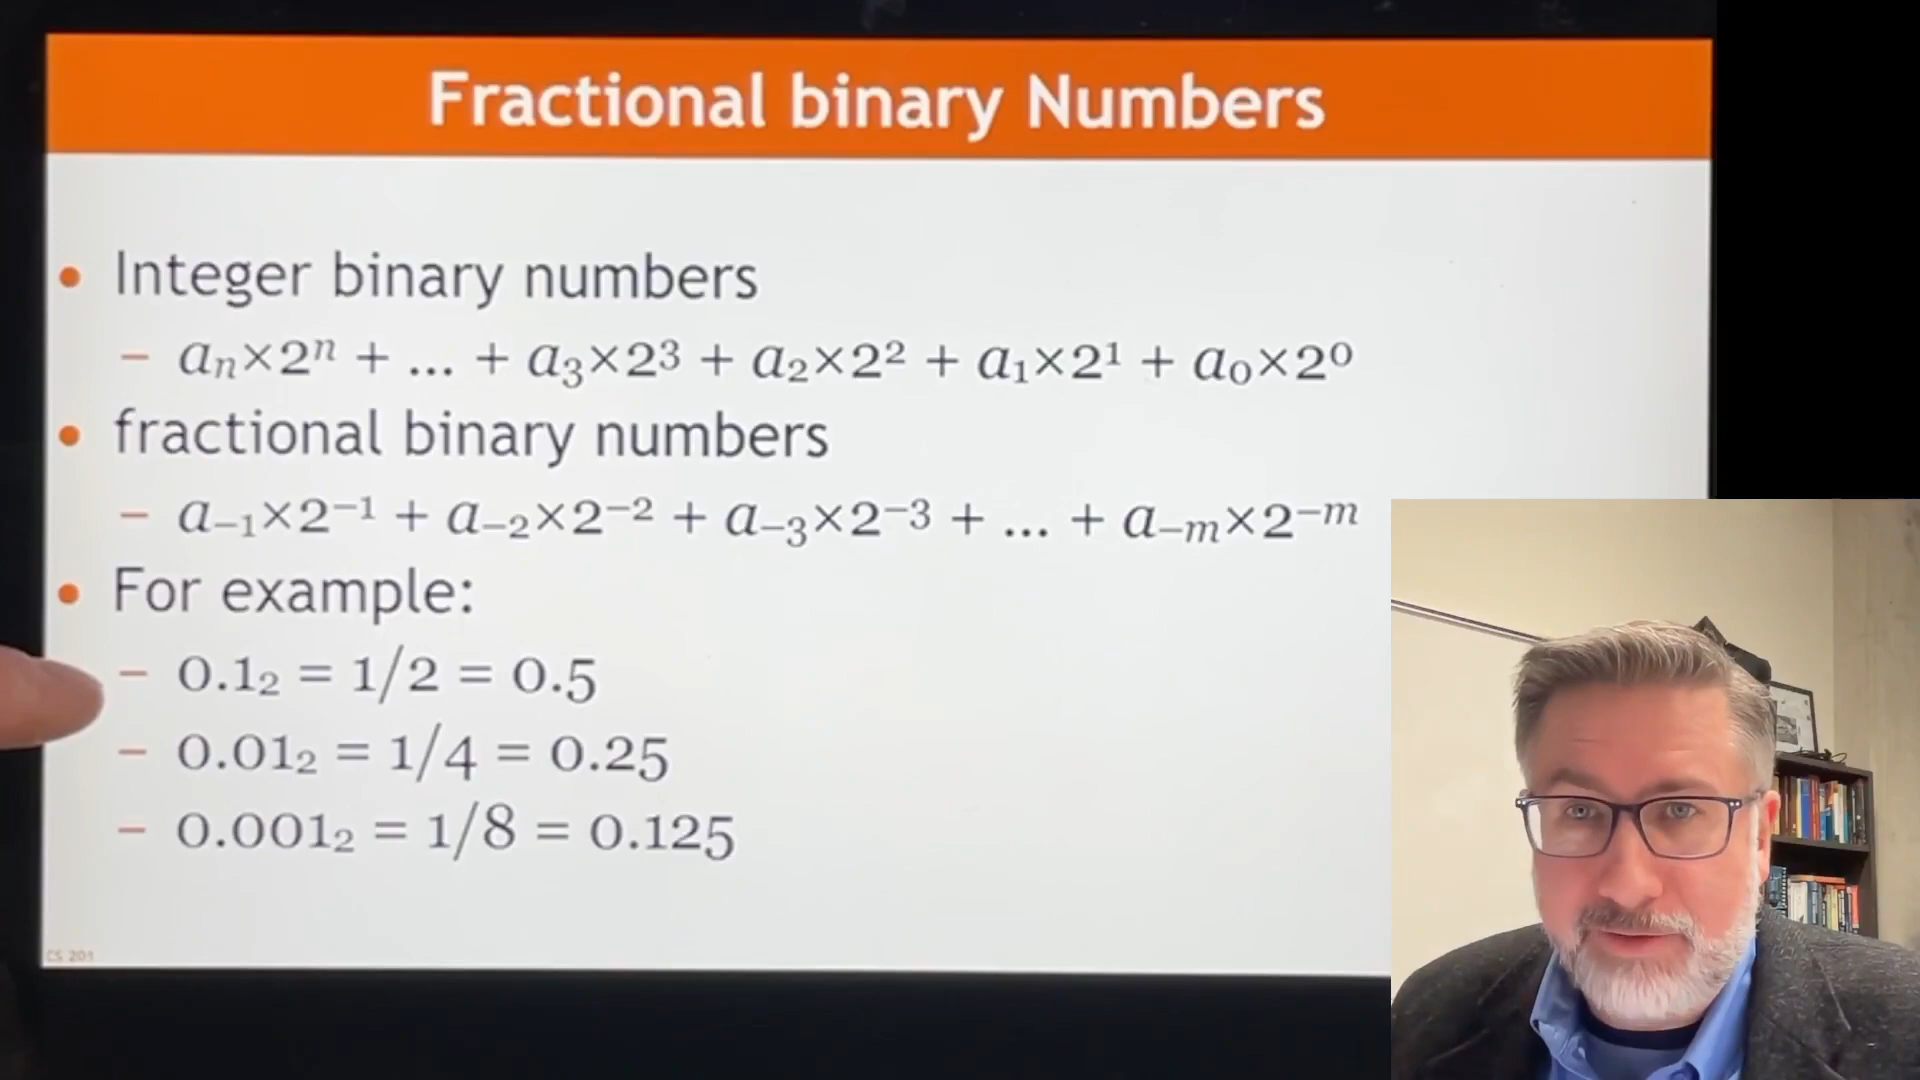 Fractional binary Numbers
• Integer binary numbers
– aₙ×2ⁿ + ... + a₃×2³ + a₂×2² + a₁×2¹ + a₀×2⁰
• fractional binary numbers
– a₋₁×2⁻¹ + a₋₂×2⁻² + a₋₃×2⁻³ + ... + a₋ₘ×2⁻ᵐ
• For example:
– 0.1₂ = 1/2 = 0.5
– 0.01₂ = 1/4 = 0.25
– 0.001₂ = 1/8 = 0.125
CS 201